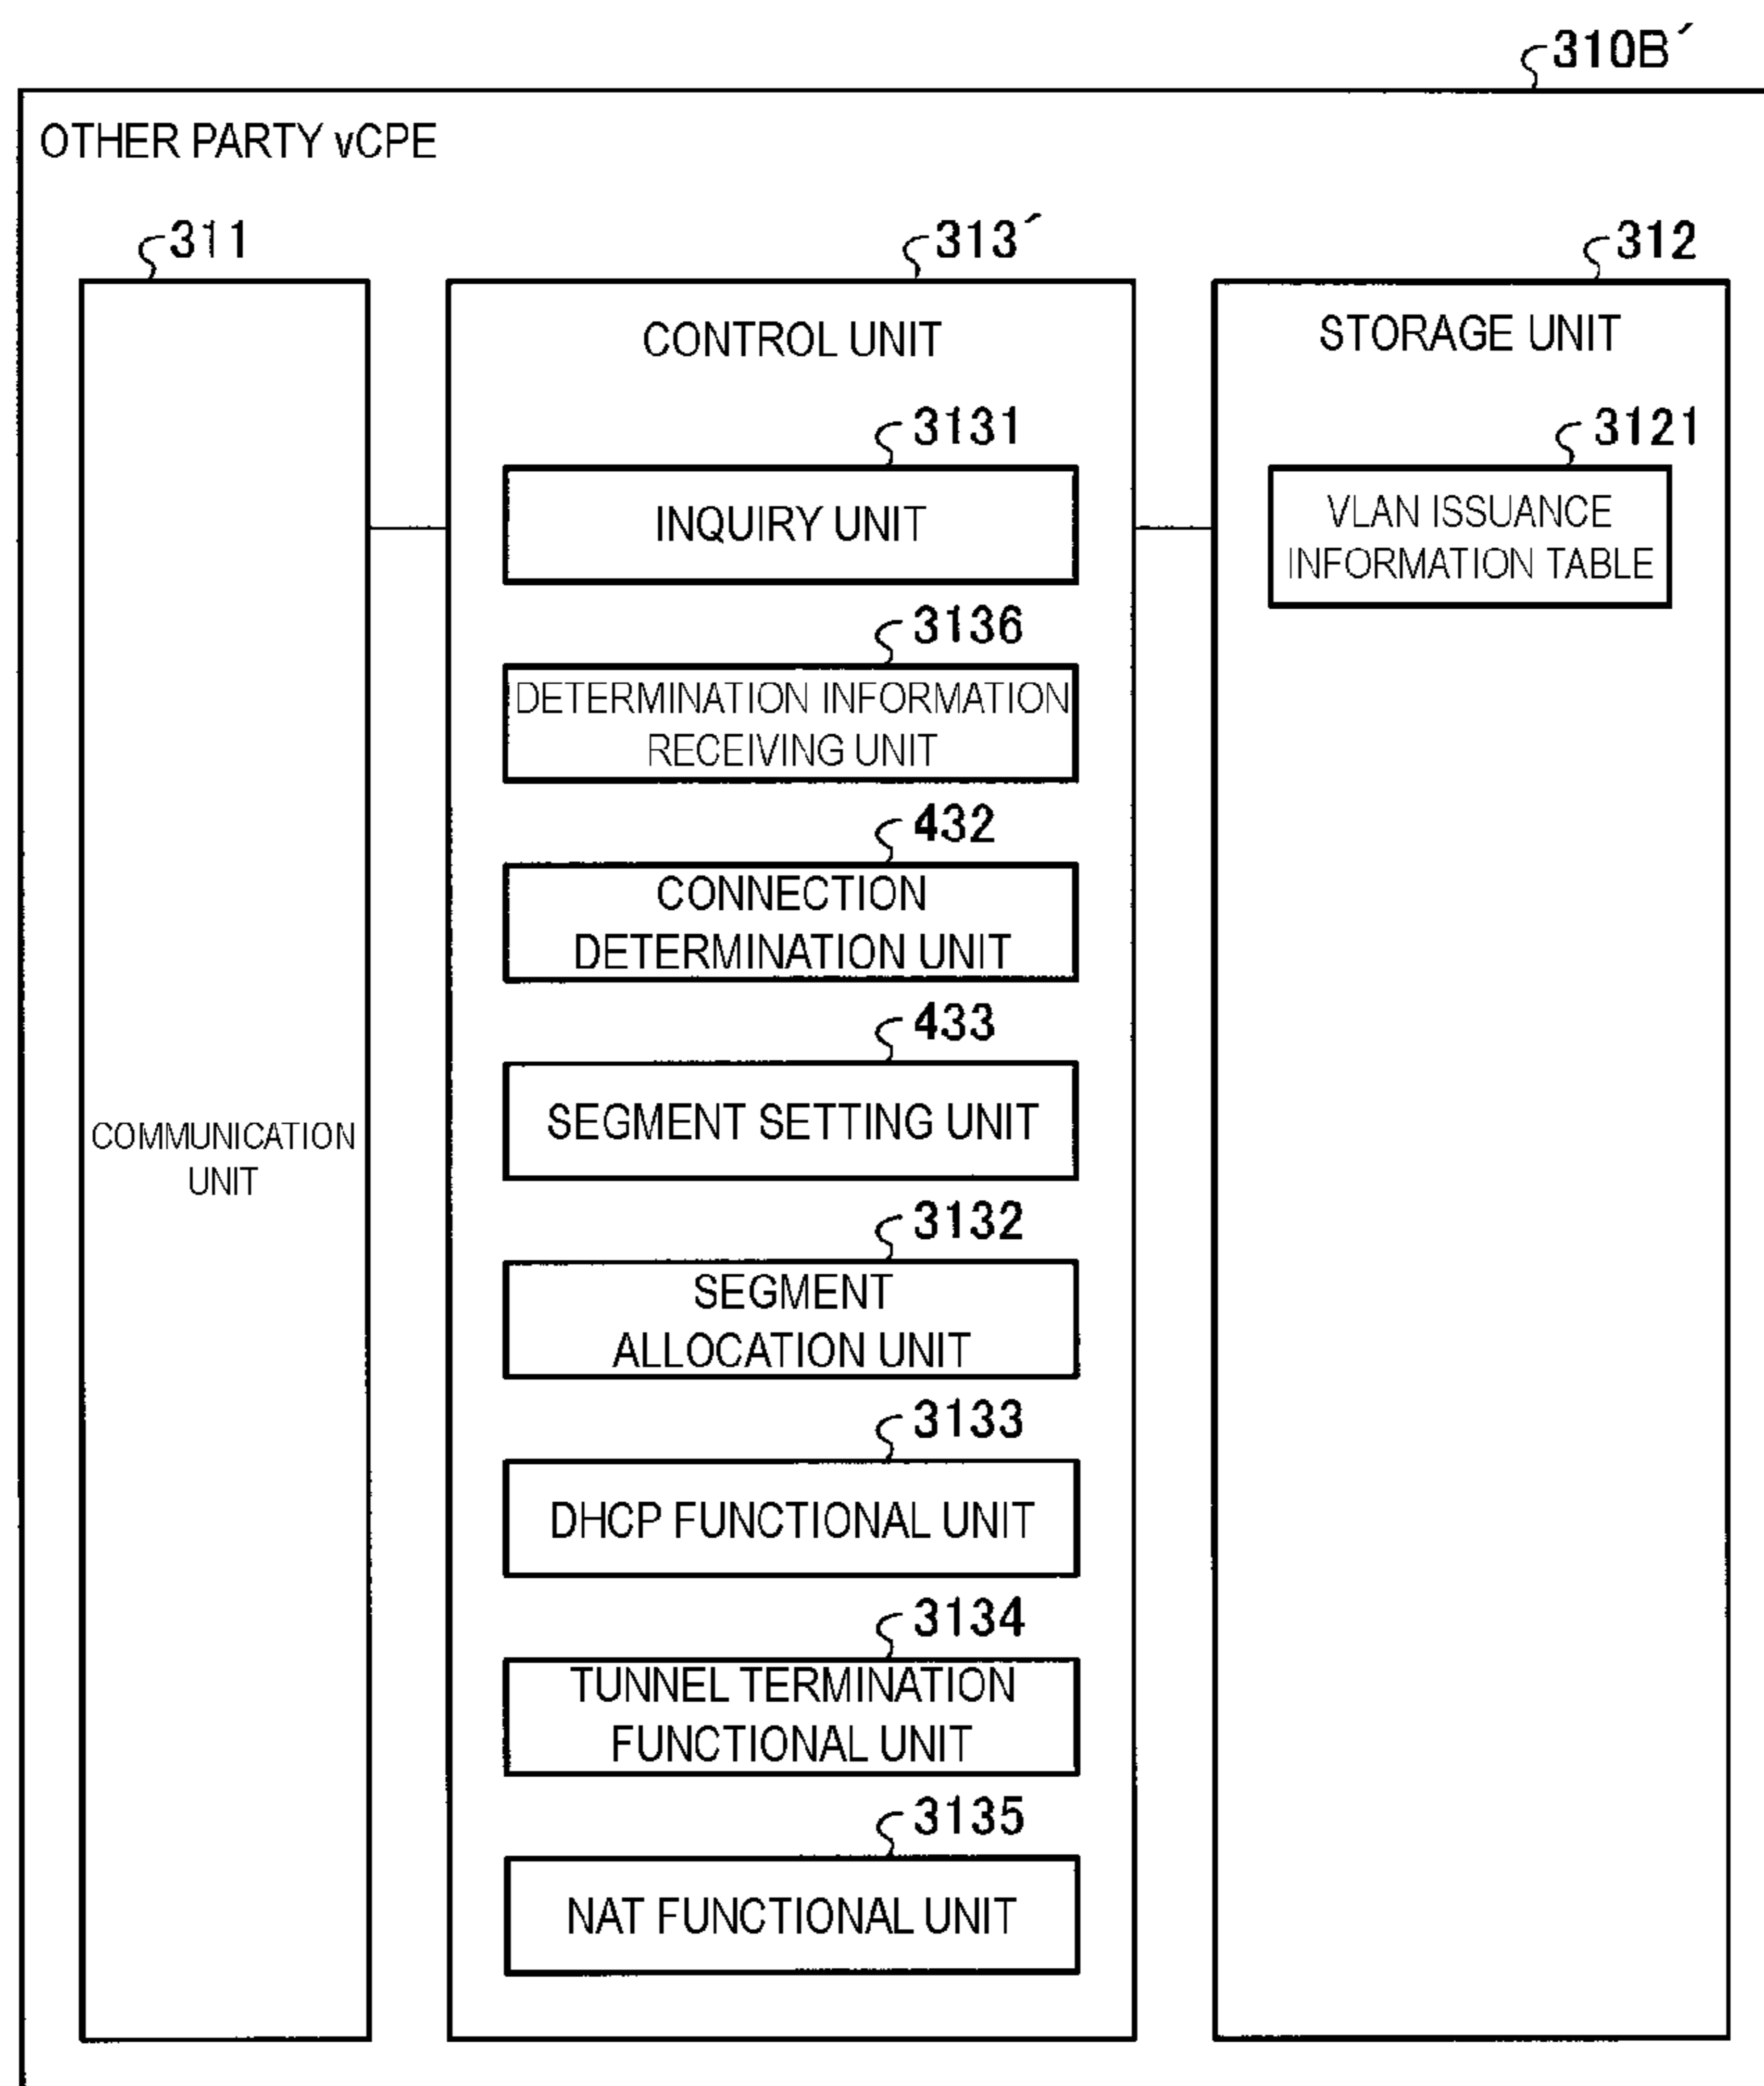 310B´
OTHER PARTY vCPE
311
313´
312
COMMUNICATION
UNIT
CONTROL UNIT
3131
INQUIRY UNIT
3136
DETERMINATION INFORMATION
RECEIVING UNIT
432
CONNECTION
DETERMINATION UNIT
433
SEGMENT SETTING UNIT
3132
SEGMENT
ALLOCATION UNIT
3133
DHCP FUNCTIONAL UNIT
3134
TUNNEL TERMINATION
FUNCTIONAL UNIT
3135
NAT FUNCTIONAL UNIT
STORAGE UNIT
3121
VLAN ISSUANCE
INFORMATION TABLE